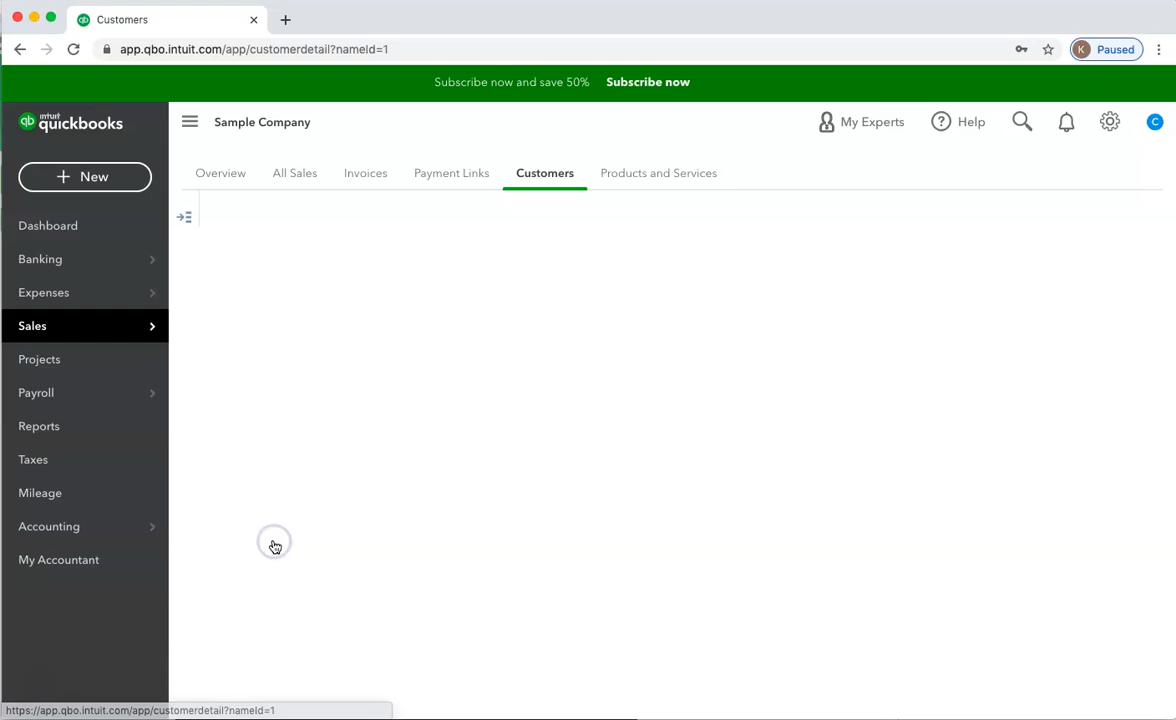 Customers
app.qbo.intuit.com/app/customerdetail?nameId=1
K Paused
Subscribe now and save 50% Subscribe now
qb intuit quickbooks
Sample Company
My Experts
? Help
C
+ New
Overview
All Sales
Invoices
Payment Links
Customers
Products and Services
Dashboard
Banking
Expenses
Sales
Projects
Payroll
Reports
Taxes
Mileage
Accounting
My Accountant
https://app.qbo.intuit.com/app/customerdetail?nameId=1